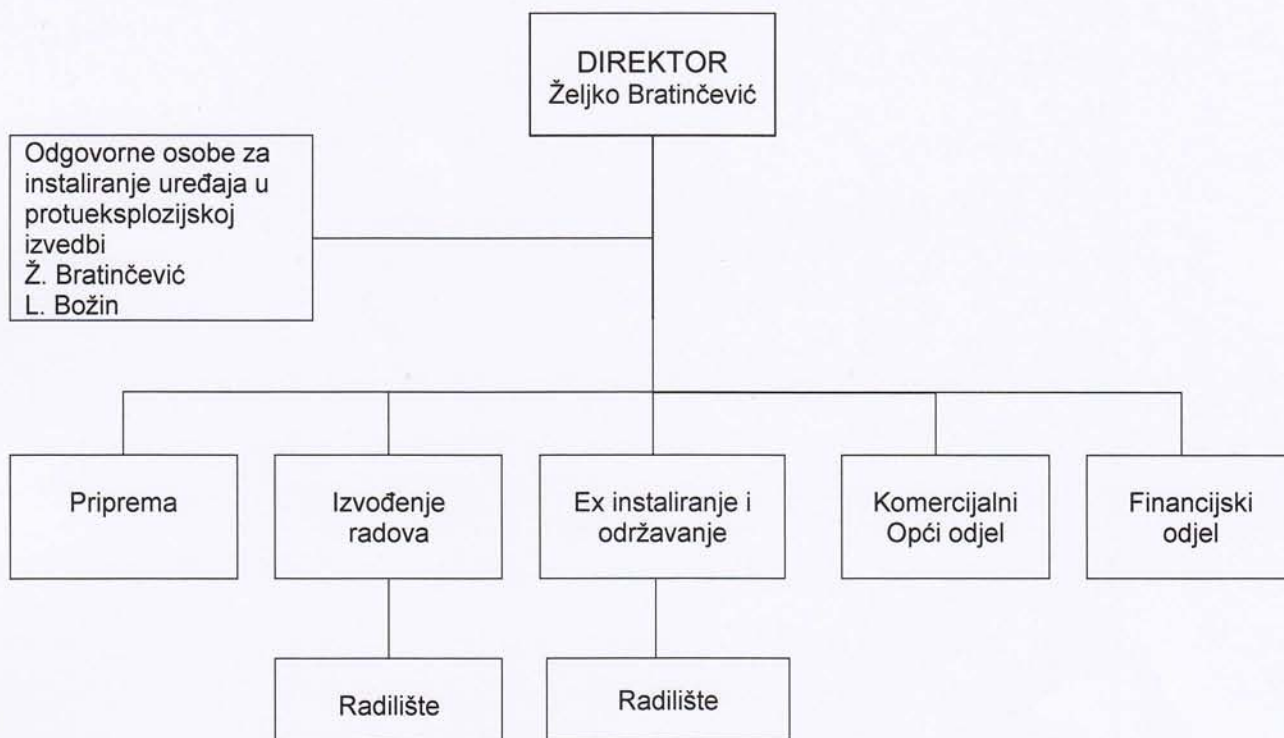 DIREKTOR
Željko Bratinčević
Odgovorne osobe za
instaliranje uređaja u
protueksplozijskoj
izvedbi
Ž. Bratinčević
L. Božin
Priprema
Izvođenje
radova
Ex instaliranje i
održavanje
Komercijalni
Opći odjel
Financijski
odjel
Radilište
Radilište